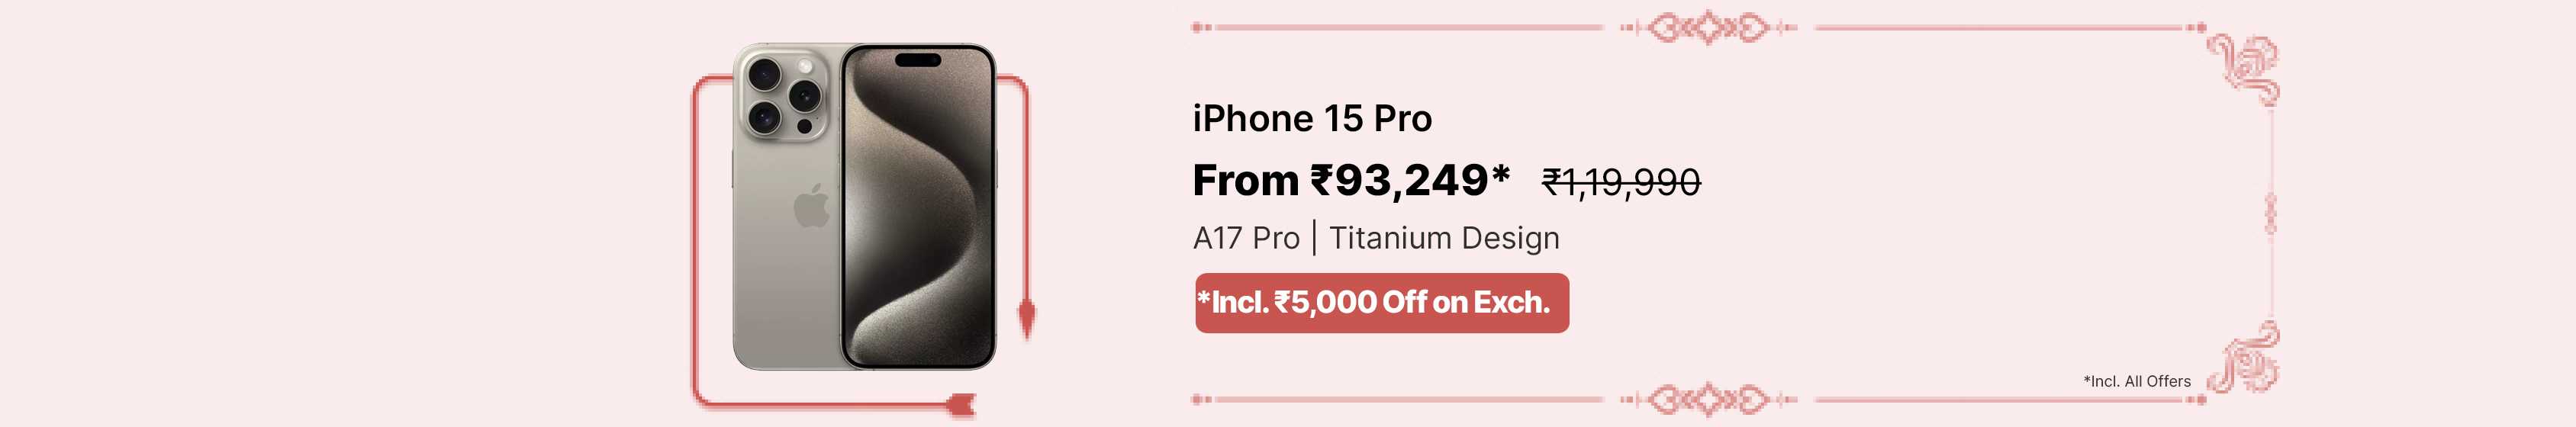 iPhone 15 Pro
From ₹93,249* ₹1,19,990
A17 Pro | Titanium Design
*Incl. ₹5,000 Off on Exch.
*Incl. All Offers